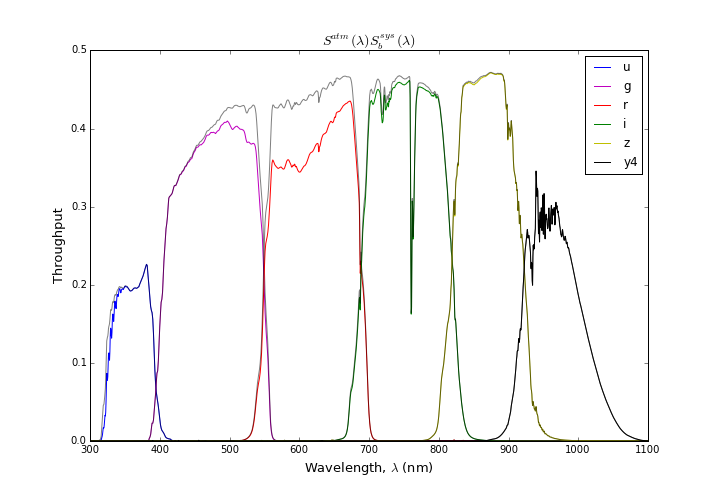 S^{atm}(λ)S_b^{sys}(λ)
0.5
0.4
0.3
0.2
0.1
0.0
Throughput
300 400 500 600 700 800 900 1000 1100
Wavelength, λ (nm)
u
g
r
i
z
y4